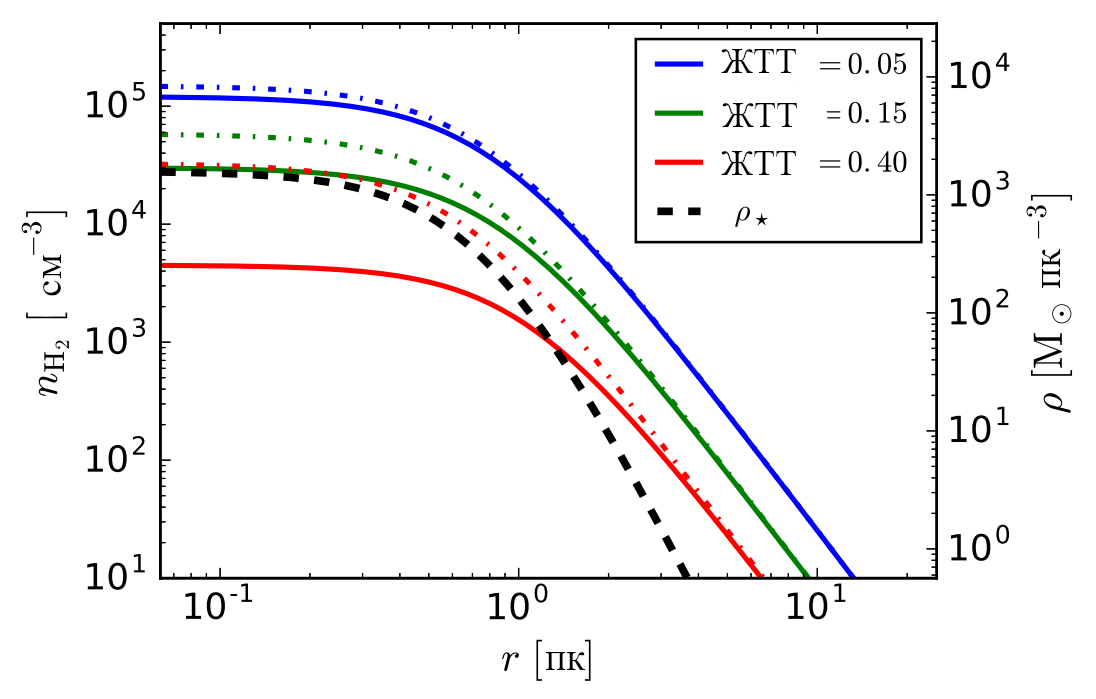 10⁵
10⁴
10³
10²
10¹
n_H₂ [ см⁻³]
10⁻¹
10⁰
10¹
r [пк]
10⁴
10³
10²
10¹
10⁰
ρ [M⊙ пк⁻³]
ЖТТ = 0.05
ЖТТ = 0.15
ЖТТ = 0.40
ρ⋆